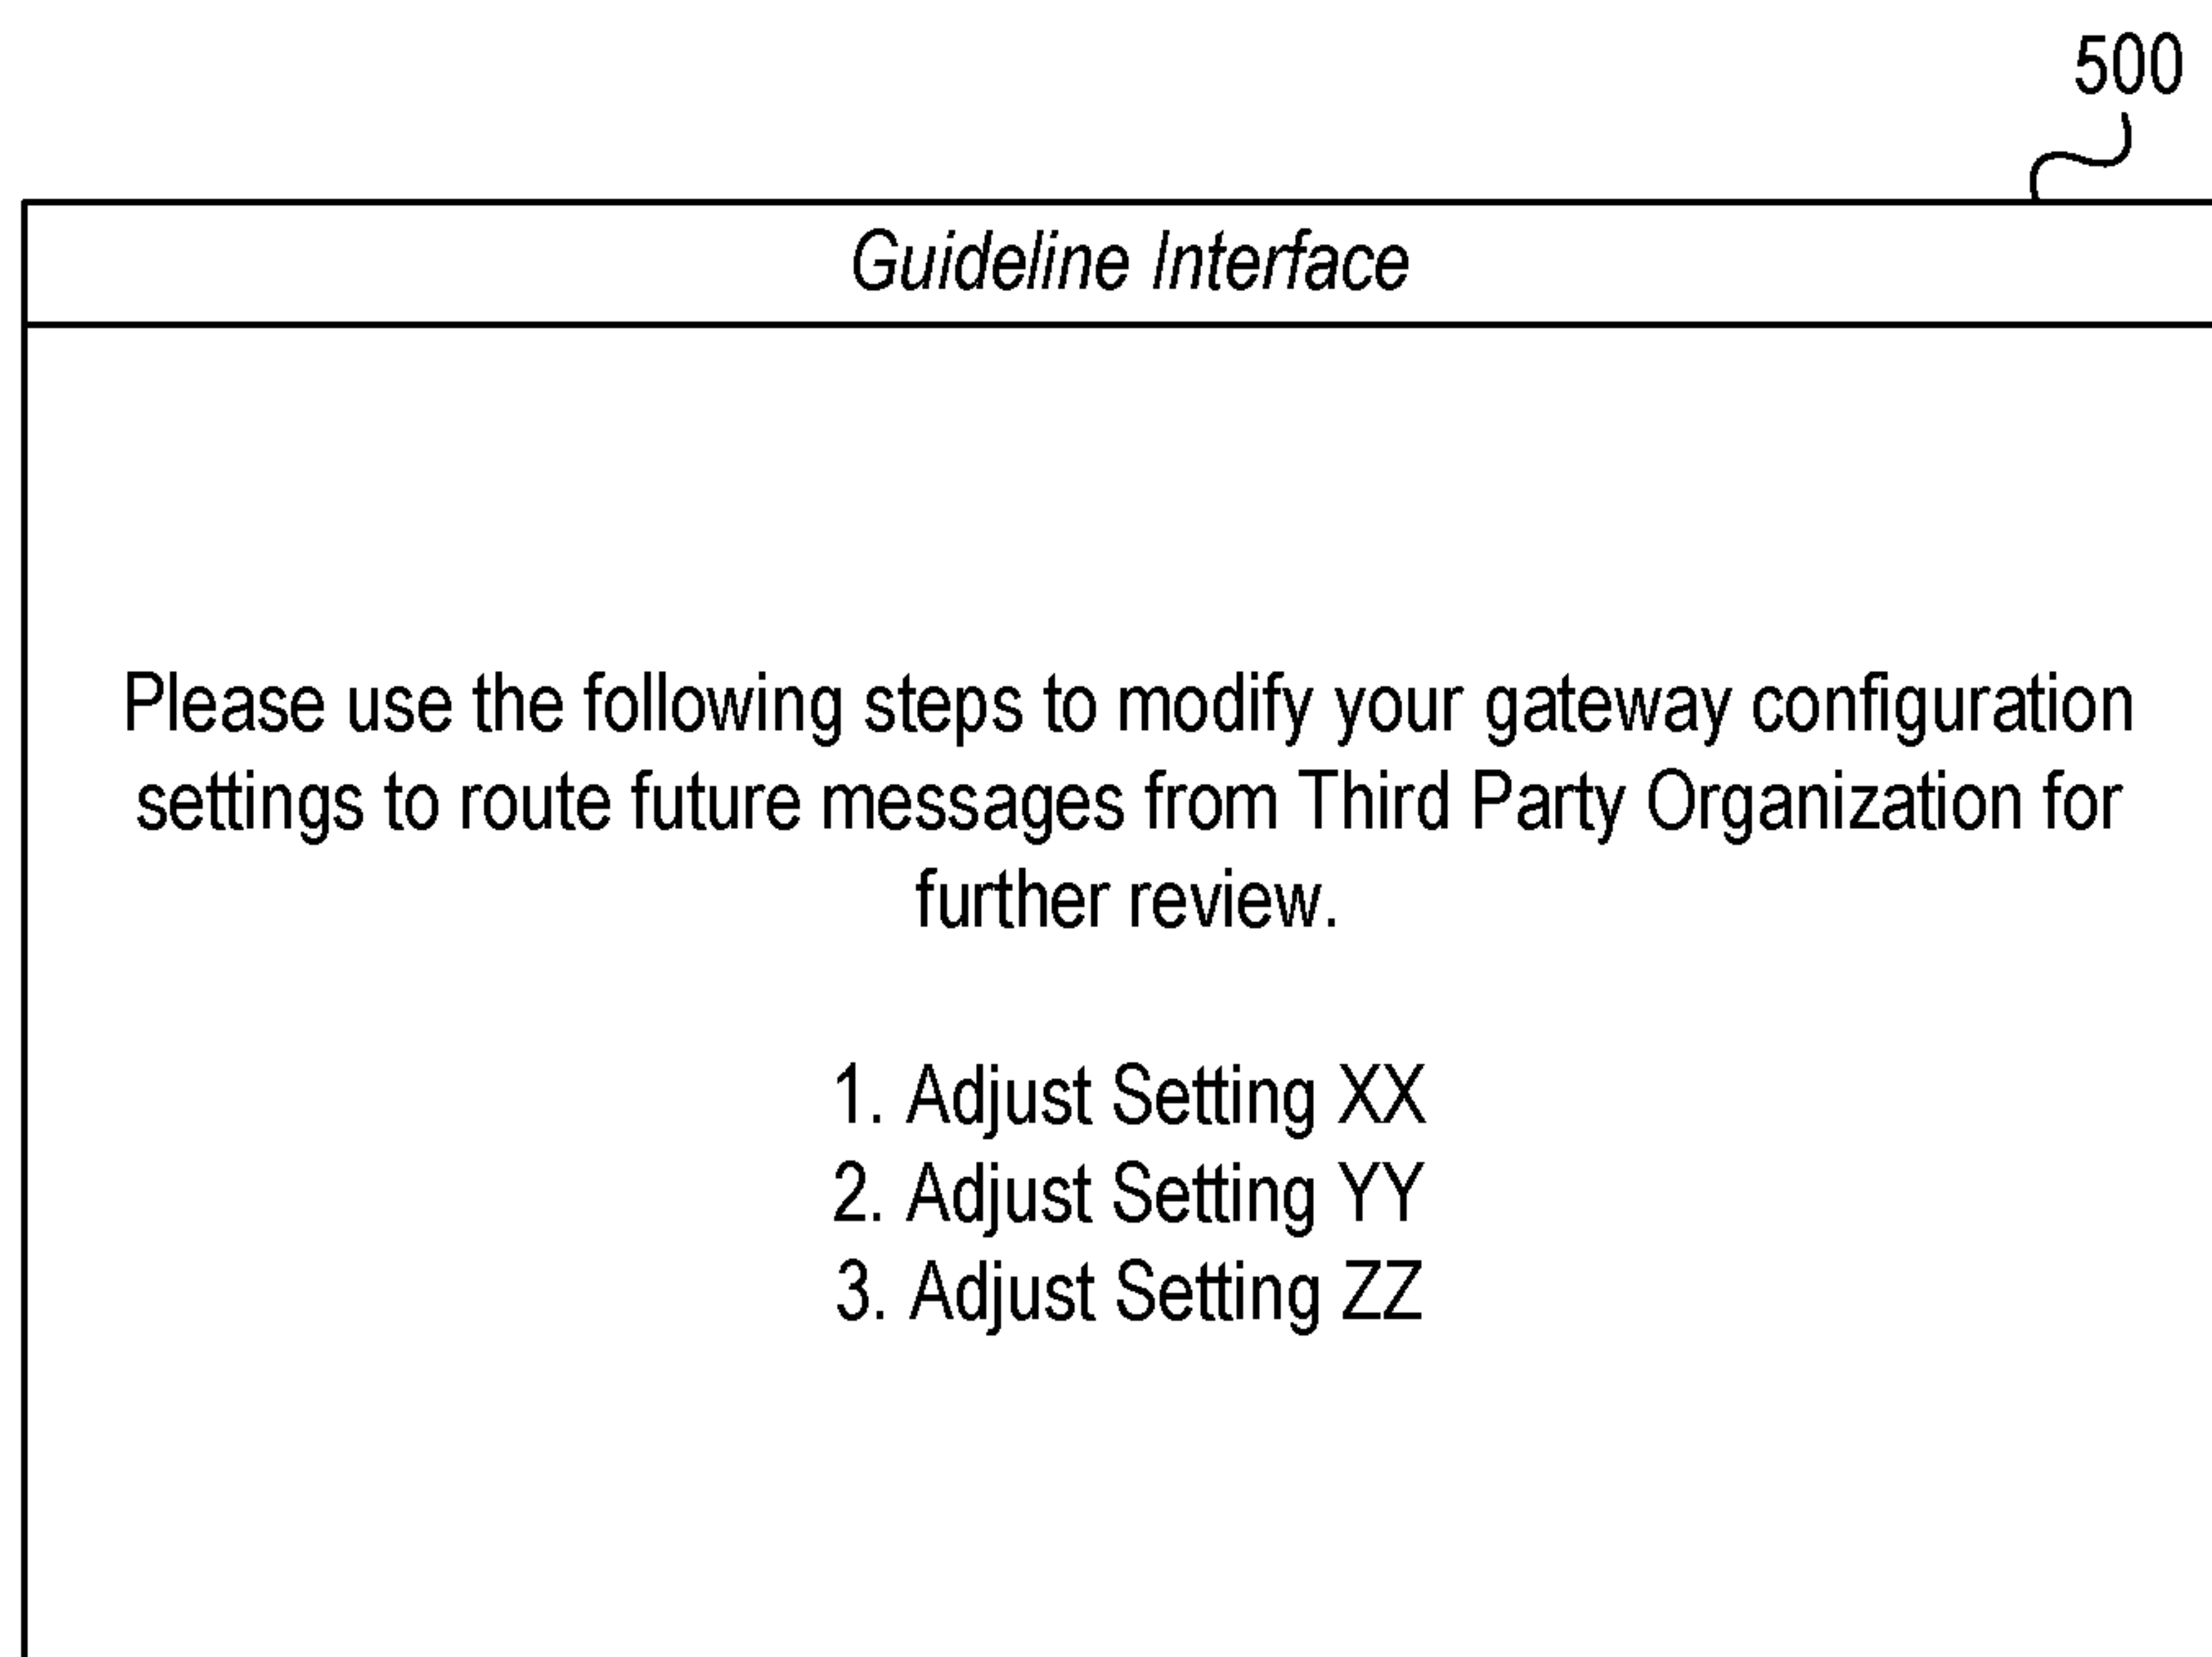 500
Guideline Interface
Please use the following steps to modify your gateway configuration
settings to route future messages from Third Party Organization for
further review.
1. Adjust Setting XX
2. Adjust Setting YY
3. Adjust Setting ZZ